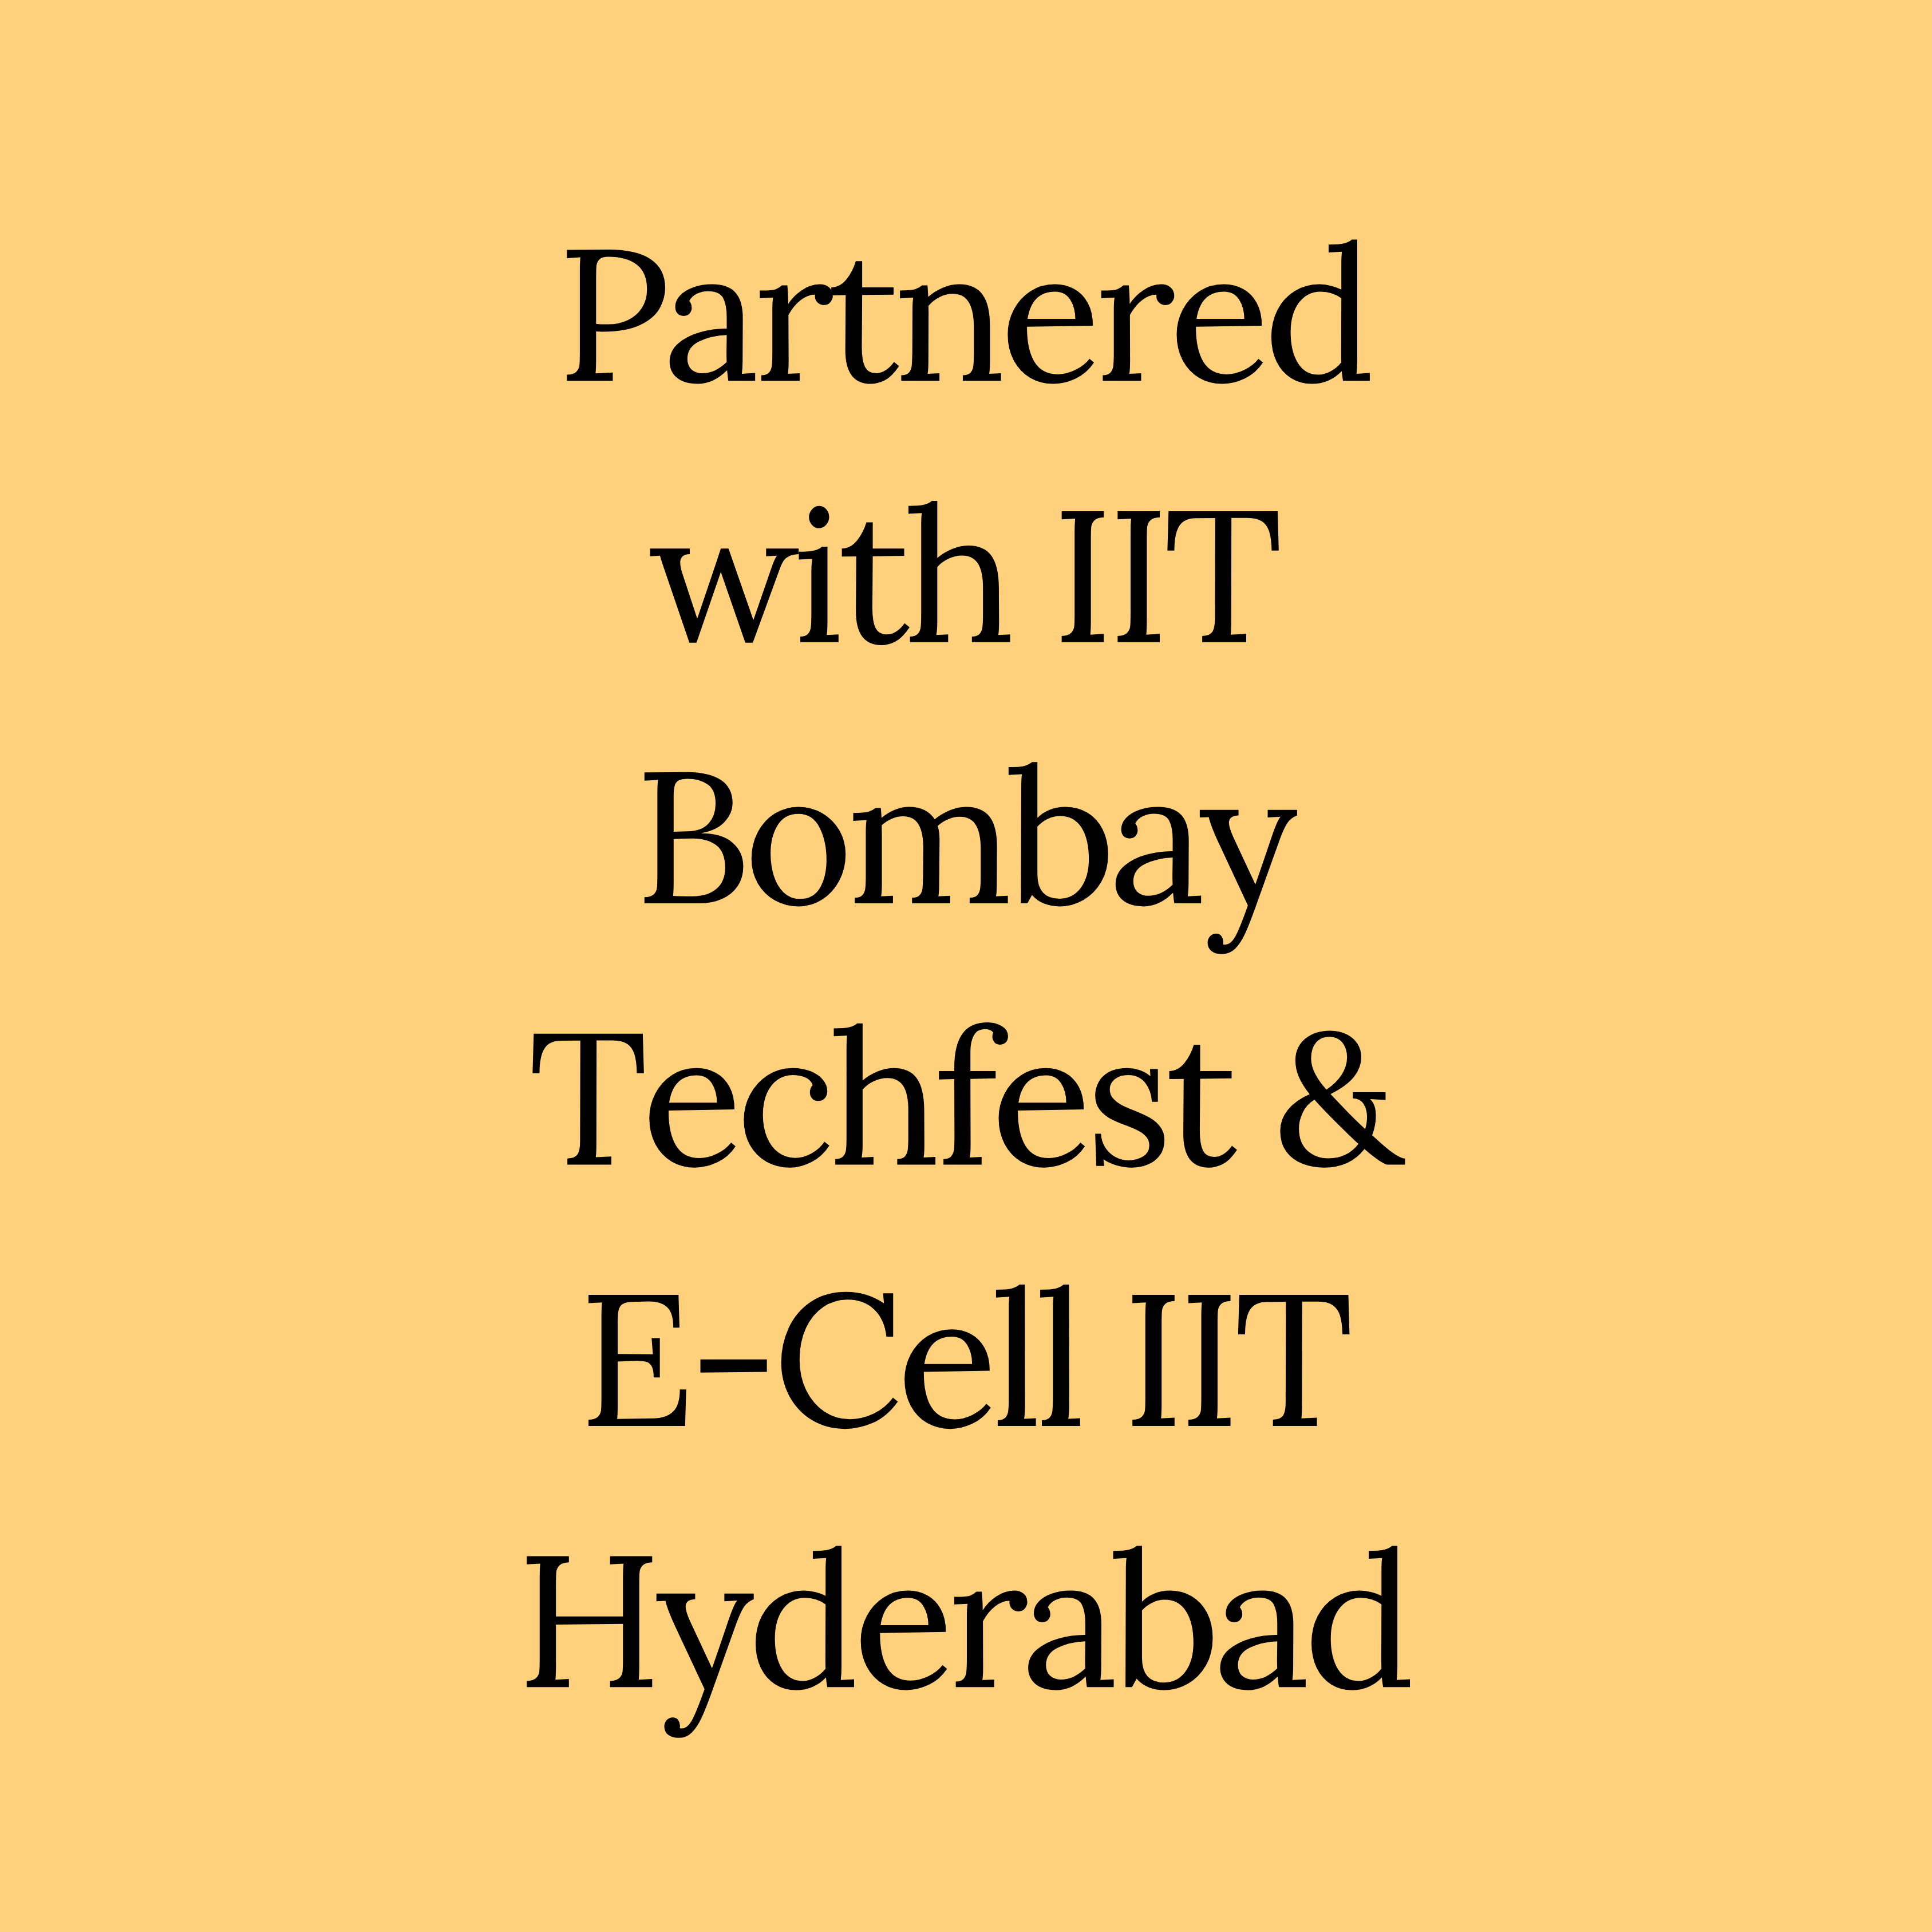 Partnered
with IIT
Bombay
Techfest &
E-Cell IIT
Hyderabad